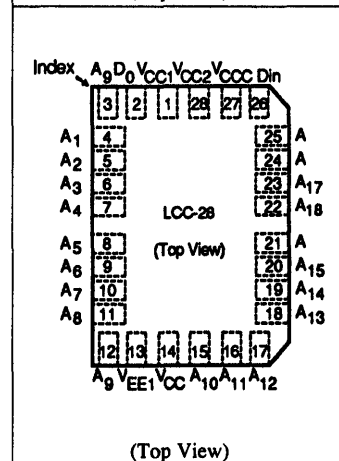 Index
A9 D0 VCC1 VCC2 VCCC Din
3 2 1 28 27 26
A1 4 25 A
A2 5 24 A
A3 6 23 A17
A4 7 22 A18
LCC-28
A5 8 21 A
(Top View)
A6 9 20 A15
A7 10 19 A14
A8 11 18 A13
12 13 14 15 16 17
A9 VEE1 VCC A10 A11 A12
(Top View)